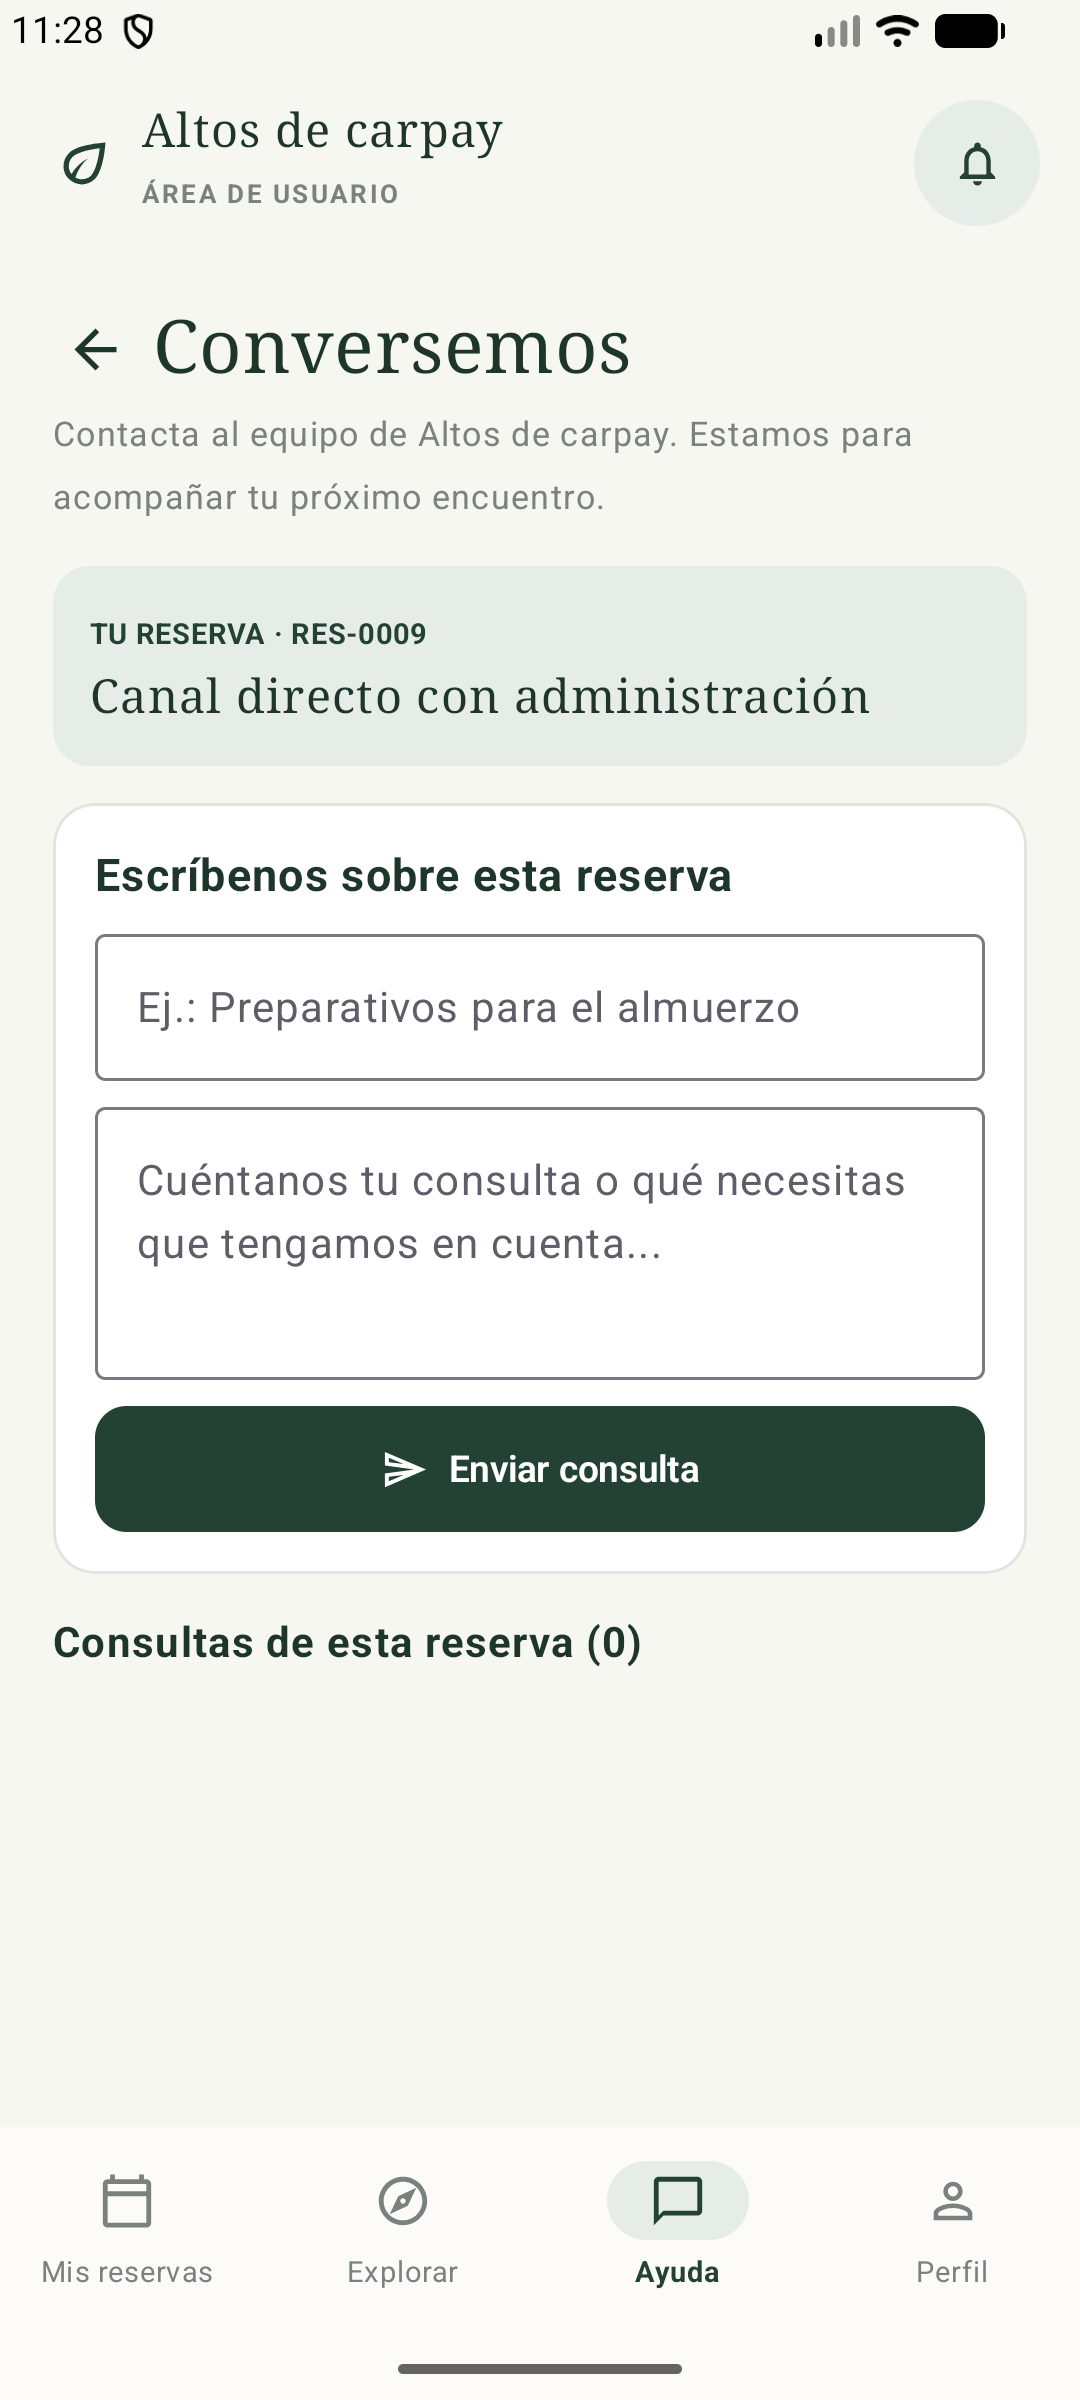 11:28
Altos de carpay
ÁREA DE USUARIO
Conversemos
Contacta al equipo de Altos de carpay. Estamos para
acompañar tu próximo encuentro.
TU RESERVA · RES-0009
Canal directo con administración
Escríbenos sobre esta reserva
Ej.: Preparativos para el almuerzo
Cuéntanos tu consulta o qué necesitas
que tengamos en cuenta...
Enviar consulta
Consultas de esta reserva (0)
Mis reservas
Explorar
Ayuda
Perfil